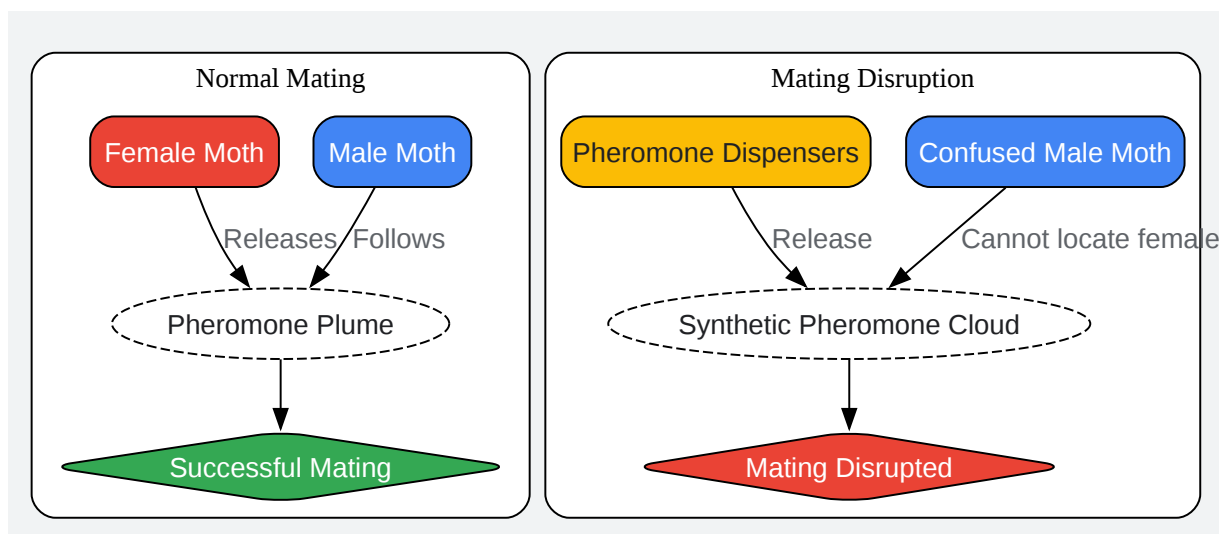 Normal Mating
Female Moth
Male Moth
Releases
Follows
Pheromone Plume
Successful Mating
Mating Disruption
Pheromone Dispensers
Confused Male Moth
Release
Cannot locate female
Synthetic Pheromone Cloud
Mating Disrupted